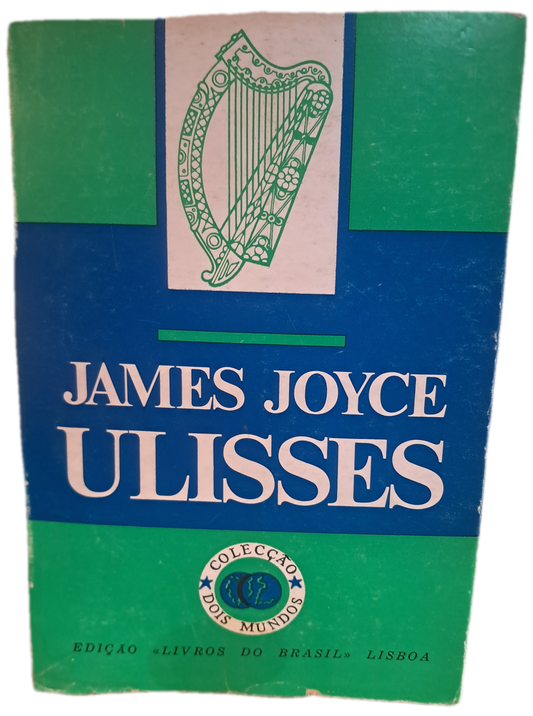 JAMES JOYCE
ULISSES
COLECÇÃO
DOIS MUNDOS
EDIÇÃO «LIVROS DO BRASIL» LISBOA